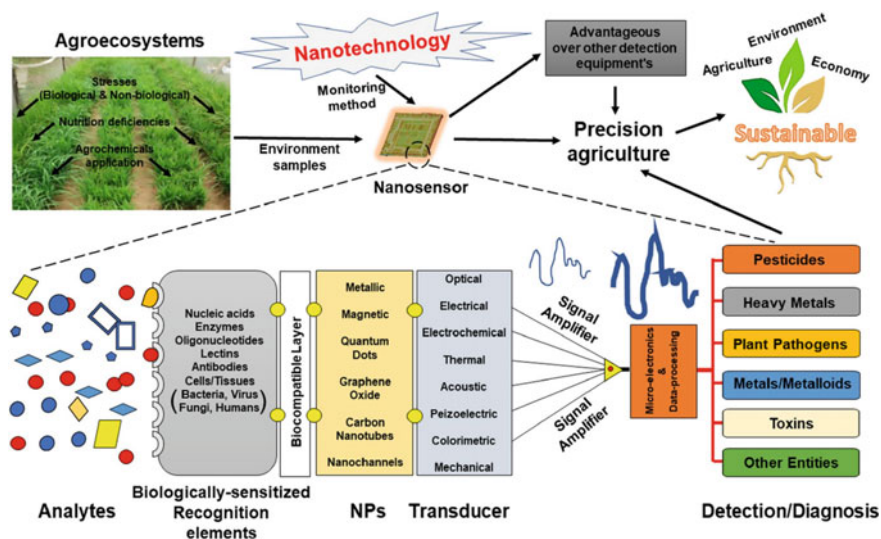 Agroecosystems
Stresses
(Biological & Non-biological)
Nutrition deficiencies
Agrochemicals
application
Nanotechnology
Monitoring
method
Environment
samples
Nanosensor
Advantageous
over other detection
equipment's
Precision
agriculture
Environment
Agriculture
Economy
Sustainable
Nucleic acids
Enzymes
Oligonucleotides
Lectins
Antibodies
Cells/Tissues
(Bacteria, Virus
Fungi, Humans)
Biocompatible Layer
Metallic
Magnetic
Quantum
Dots
Graphene
Oxide
Carbon
Nanotubes
Nanochannels
Optical
Electrical
Electrochemical
Thermal
Acoustic
Peizoelectric
Colorimetric
Mechanical
Signal
Amplifier
Signal
Amplifier
Micro-electronics
&
Data-processing
Pesticides
Heavy Metals
Plant Pathogens
Metals/Metalloids
Toxins
Other Entities
Analytes
Biologically-sensitized
Recognition
elements
NPs
Transducer
Detection/Diagnosis